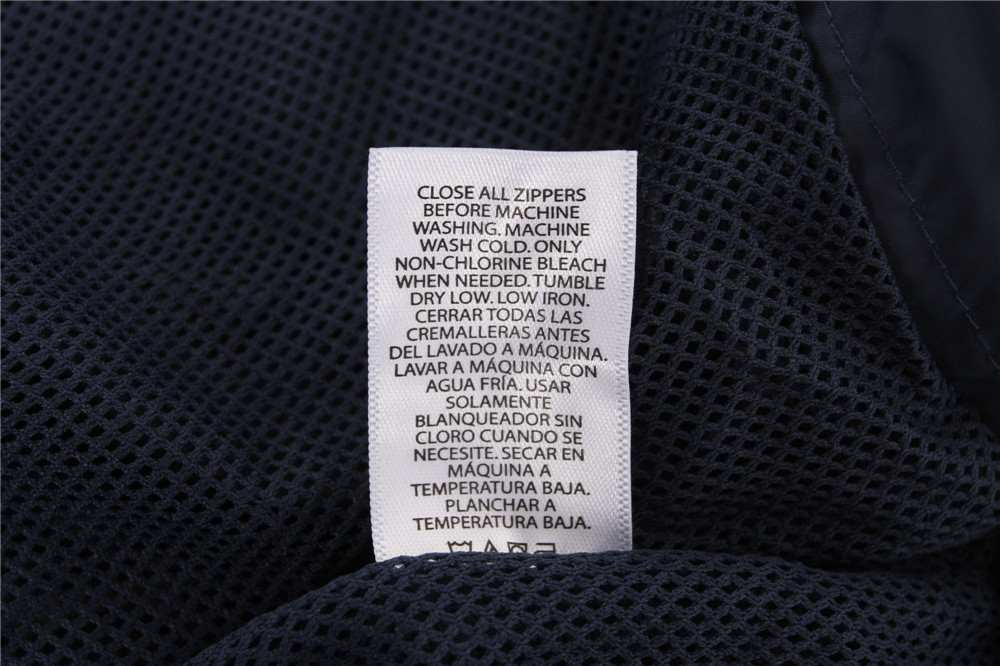 CLOSE ALL ZIPPERS
BEFORE MACHINE
WASHING. MACHINE
WASH COLD. ONLY
NON-CHLORINE BLEACH
WHEN NEEDED. TUMBLE
DRY LOW. LOW IRON.
CERRAR TODAS LAS
CREMALLERAS ANTES
DEL LAVADO A MÁQUINA.
LAVAR A MÁQUINA CON
AGUA FRÍA. USAR
SOLAMENTE
BLANQUEADOR SIN
CLORO CUANDO SE
NECESITE. SECAR EN
MÁQUINA A
TEMPERATURA BAJA.
PLANCHAR A
TEMPERATURA BAJA.